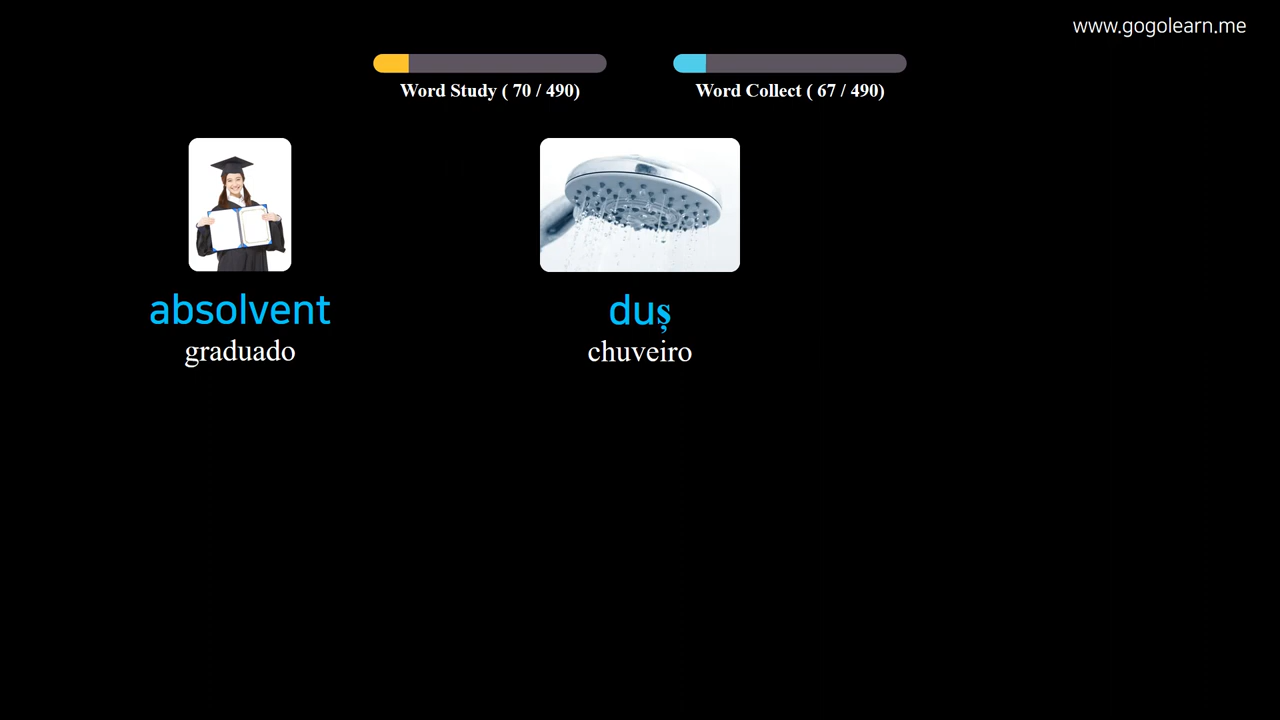 www.gogolearn.me
Word Study ( 70 / 490)
Word Collect ( 67 / 490)
absolvent
graduado
duș
chuveiro